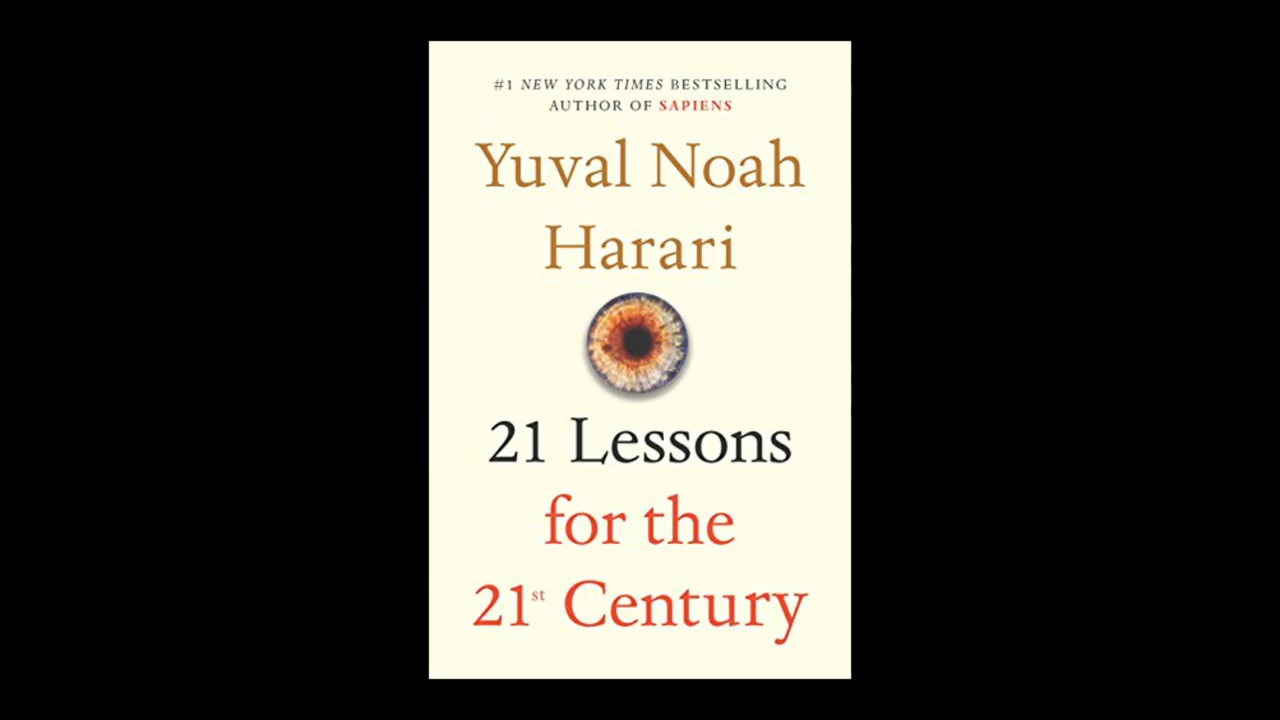 #1 NEW YORK TIMES BESTSELLING
AUTHOR OF SAPIENS
Yuval Noah
Harari
21 Lessons
for the
21st Century